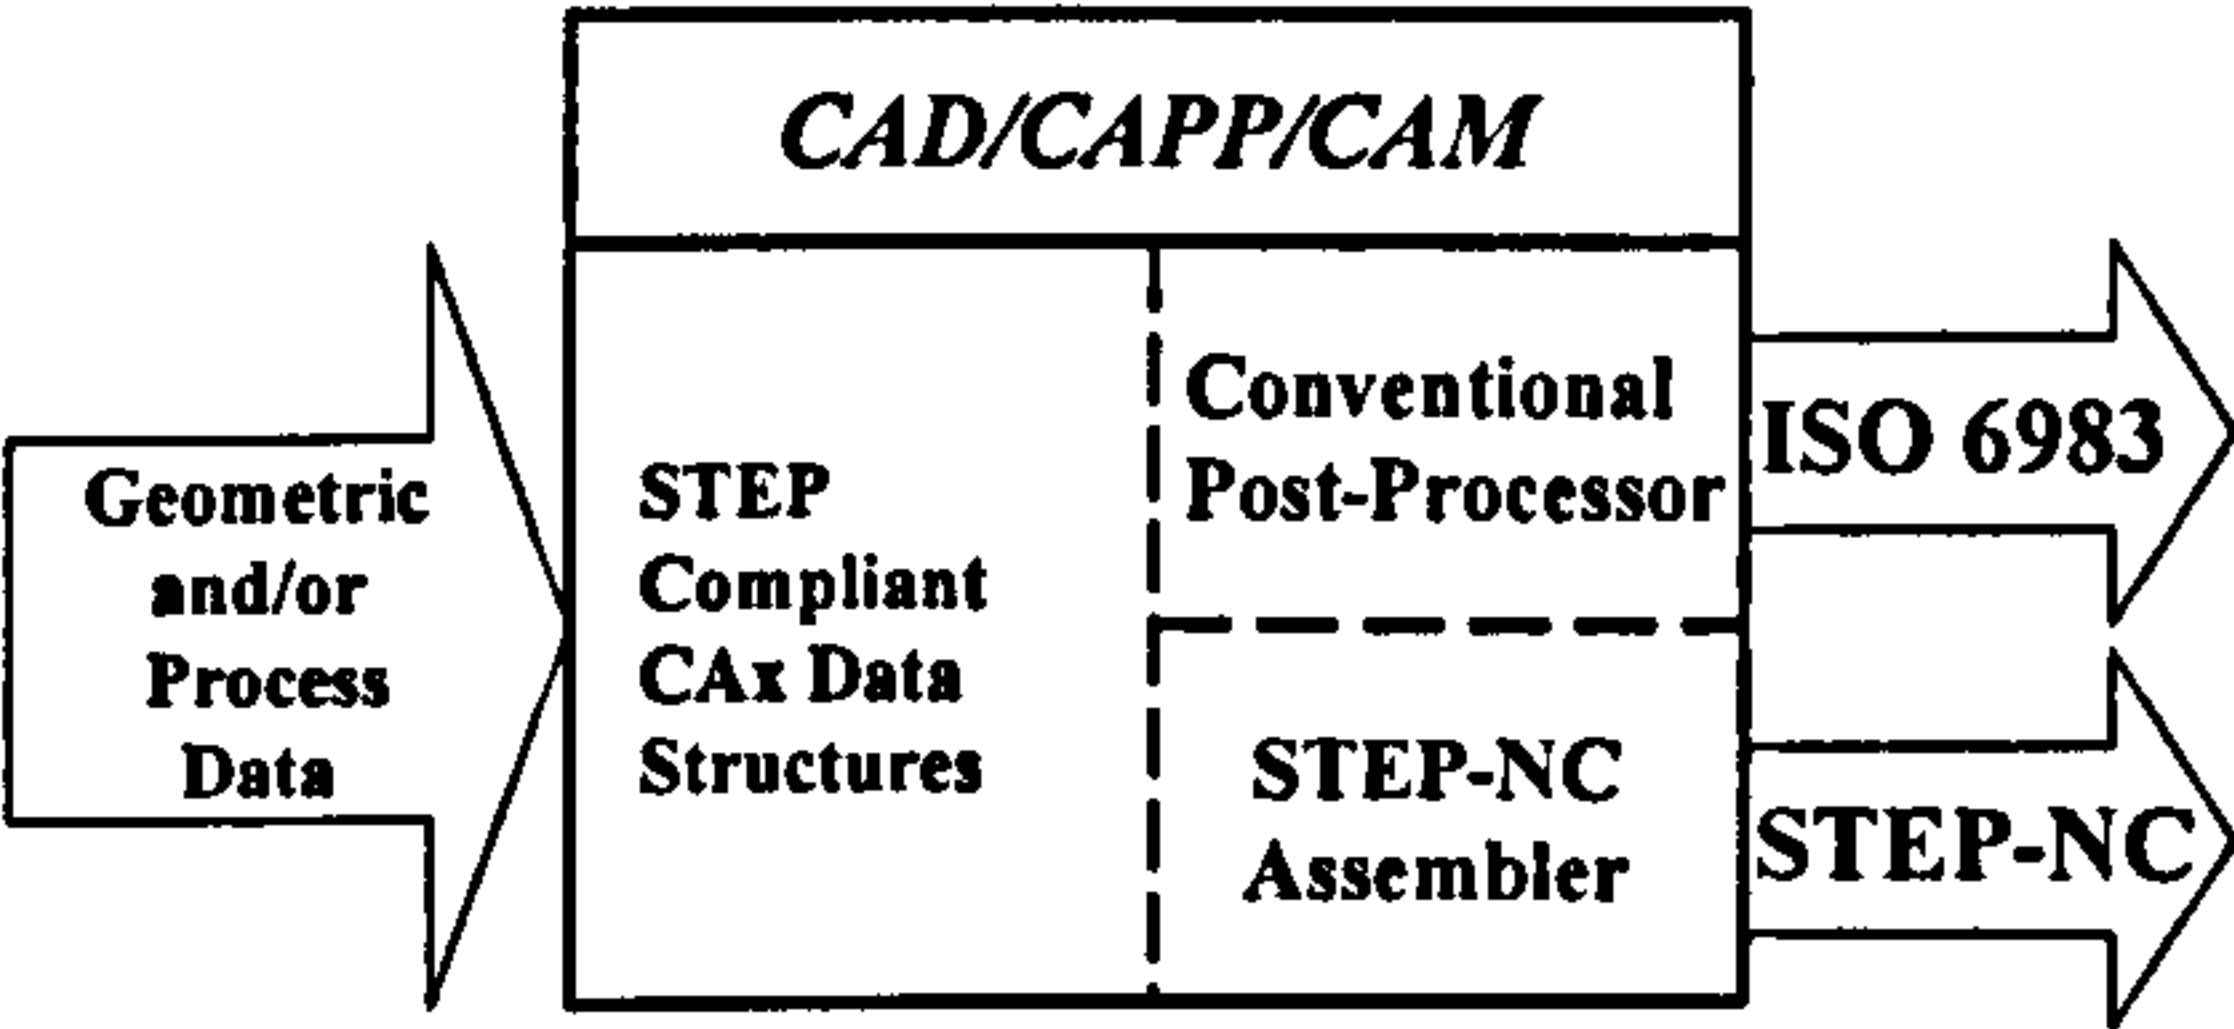 CAD/CAPP/CAM
Geometric
and/or
Process
Data
STEP
Compliant
CAx Data
Structures
Conventional
Post-Processor
STEP-NC
Assembler
ISO 6983
STEP-NC